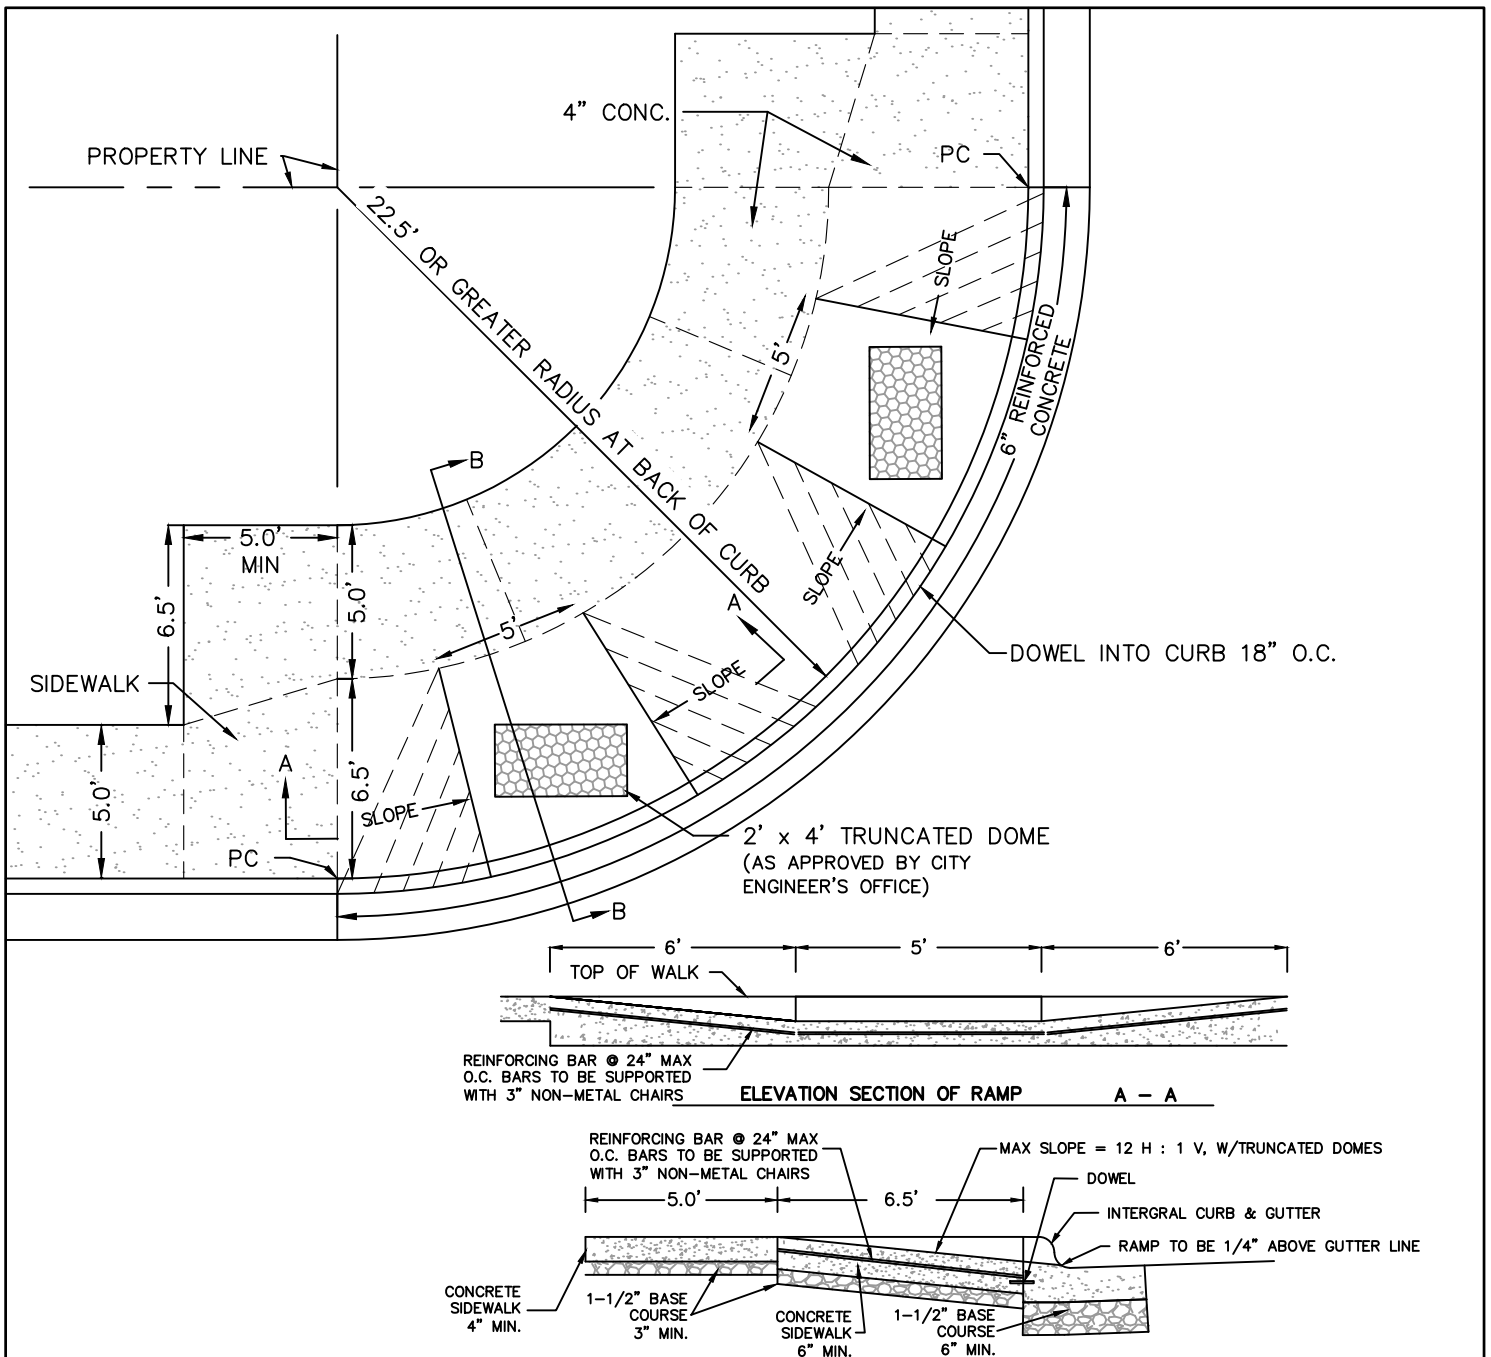 4" CONC.
PROPERTY LINE
PC
22.5' OR GREATER RADIUS AT BACK OF CURB
SLOPE
5'
6" REINFORCED
CONCRETE
B
5.0'
MIN
6.5'
5.0'
SLOPE
A
5'
DOWEL INTO CURB 18" O.C.
SIDEWALK
SLOPE
A
5.0'
6.5'
SLOPE
PC
2' x 4' TRUNCATED DOME
(AS APPROVED BY CITY
ENGINEER'S OFFICE)
B
6'
5'
6'
TOP OF WALK
REINFORCING BAR @ 24" MAX
O.C. BARS TO BE SUPPORTED
WITH 3" NON-METAL CHAIRS
ELEVATION SECTION OF RAMP A - A
REINFORCING BAR @ 24" MAX
O.C. BARS TO BE SUPPORTED
WITH 3" NON-METAL CHAIRS
MAX SLOPE = 12 H : 1 V, W/TRUNCATED DOMES
DOWEL
5.0'
6.5'
INTERGRAL CURB & GUTTER
RAMP TO BE 1/4" ABOVE GUTTER LINE
CONCRETE
SIDEWALK
4" MIN.
1-1/2" BASE
COURSE
3" MIN.
CONCRETE
SIDEWALK
6" MIN.
1-1/2" BASE
COURSE
6" MIN.